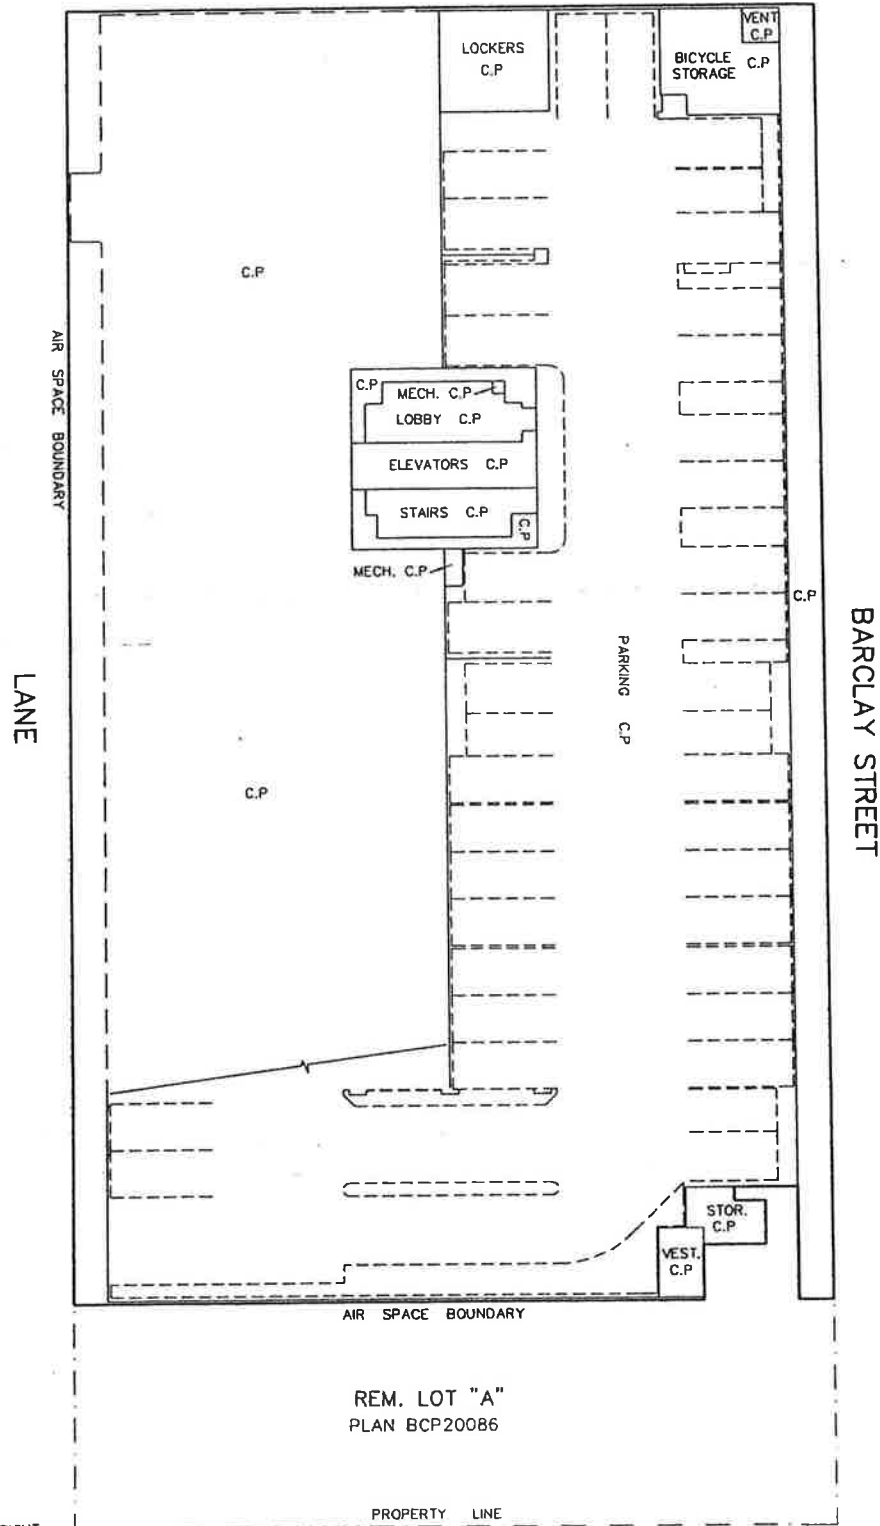 VENT
C.P
LOCKERS
C.P
BICYCLE
STORAGE C.P
C.P
AIR SPACE BOUNDARY
C.P
MECH. C.P
LOBBY C.P
ELEVATORS C.P
STAIRS C.P
C.P
MECH. C.P
C.P
PARKING C.P
BARCLAY STREET
LANE
C.P
STOR.
C.P
VEST.
C.P
AIR SPACE BOUNDARY
REM. LOT "A"
PLAN BCP20086
PROPERTY LINE